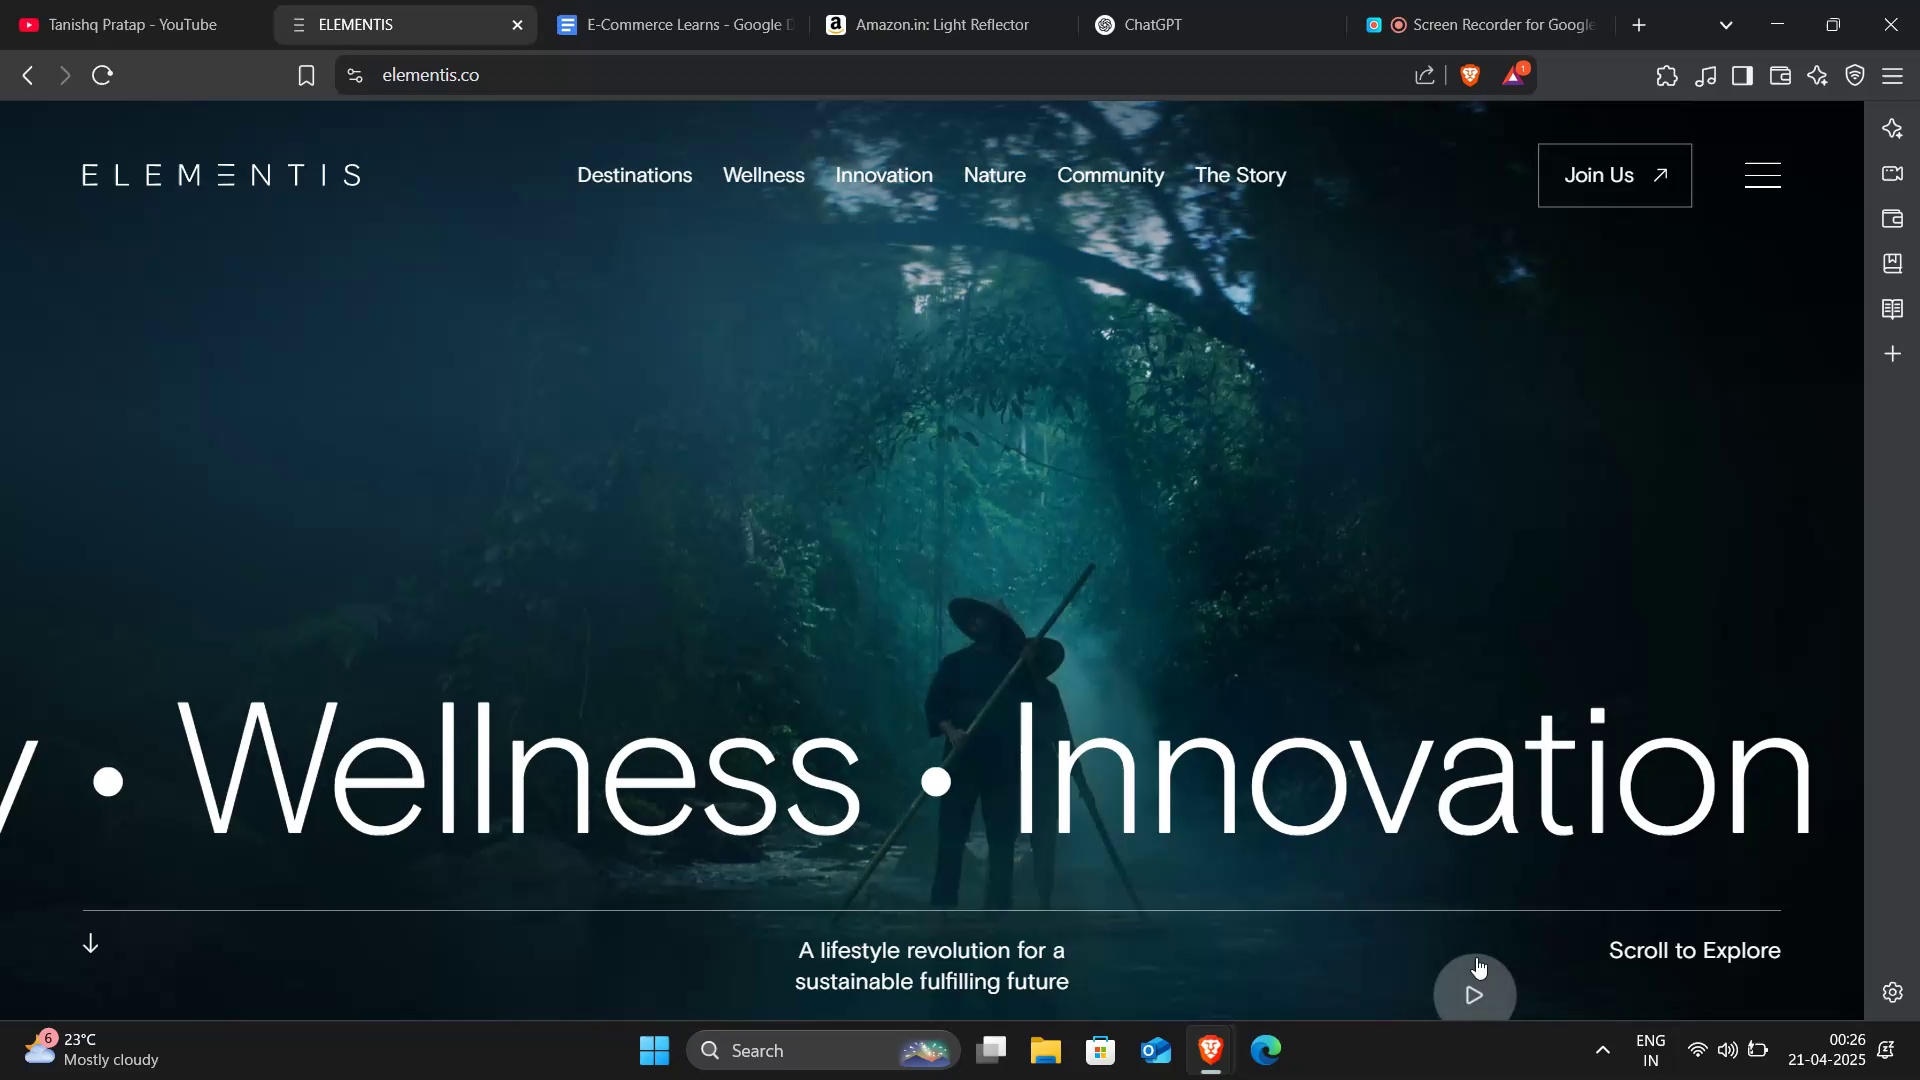 Tanishq Pratap - YouTube
ELEMENTIS
E-Commerce Learns - Google D
Amazon.in: Light Reflector
ChatGPT
Screen Recorder for Google
elementis.co
1
ELEMENTIS
Destinations
Wellness
Innovation
Nature
Community
The Story
Join Us
y • Wellness • Innovation
A lifestyle revolution for a
sustainable fulfilling future
Scroll to Explore
6
23°C
Mostly cloudy
Search
ENG
IN
00:26
21-04-2025